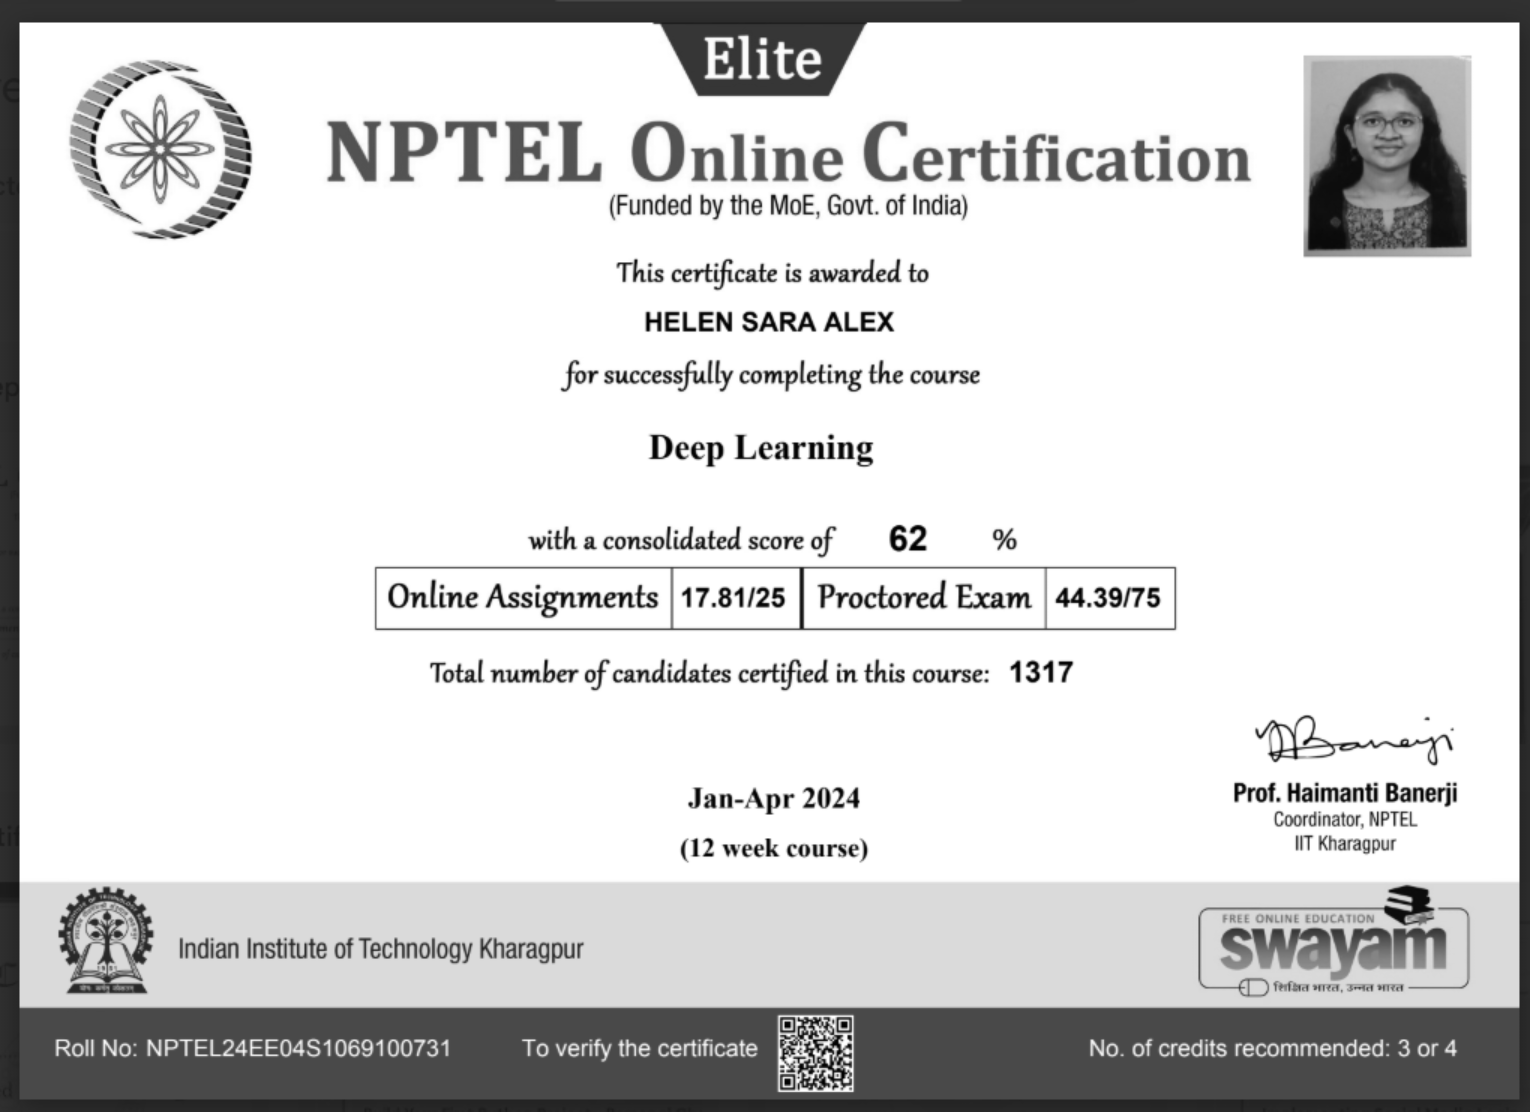 Elite
NPTEL Online Certification
(Funded by the MoE, Govt. of India)
This certificate is awarded to
HELEN SARA ALEX
for successfully completing the course
Deep Learning
with a consolidated score of 62 %
Online Assignments 17.81/25 Proctored Exam 44.39/75
Total number of candidates certified in this course: 1317
Jan-Apr 2024
(12 week course)
Prof. Haimanti Banerji
Coordinator, NPTEL
IIT Kharagpur
Indian Institute of Technology Kharagpur
FREE ONLINE EDUCATION
swayam
शिक्षित भारत, उन्नत भारत
Roll No: NPTEL24EE04S1069100731
To verify the certificate
No. of credits recommended: 3 or 4